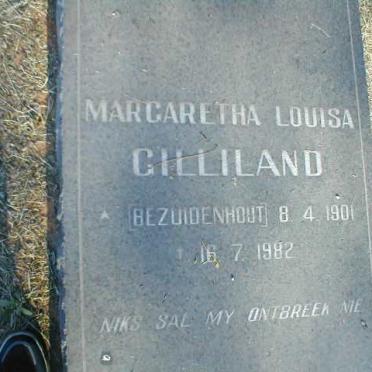 MARGARETHA LOUISA
GILLILAND
* [BEZUIDENHOUT] 8 4 1901
† 16 7 1982
NIKS SAL MY ONTBREEK NIE